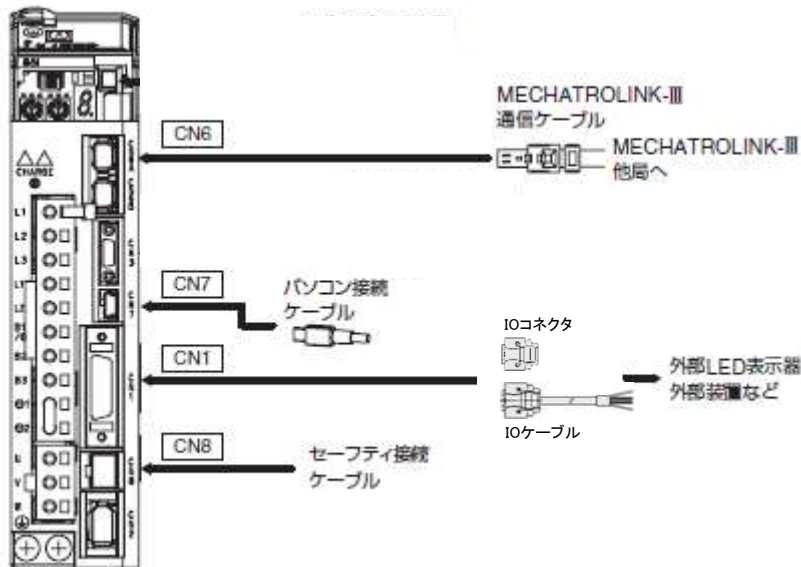 CN6
MECHATROLINK-Ⅲ
通信ケーブル
MECHATROLINK-Ⅲ
他局へ
CHARGE
L1
L2
L3
CN7
パソコン接続
ケーブル
CN1
IOコネクタ
IOケーブル
外部LED表示器
外部装置など
B3
CN8
セーフティ接続
ケーブル
V